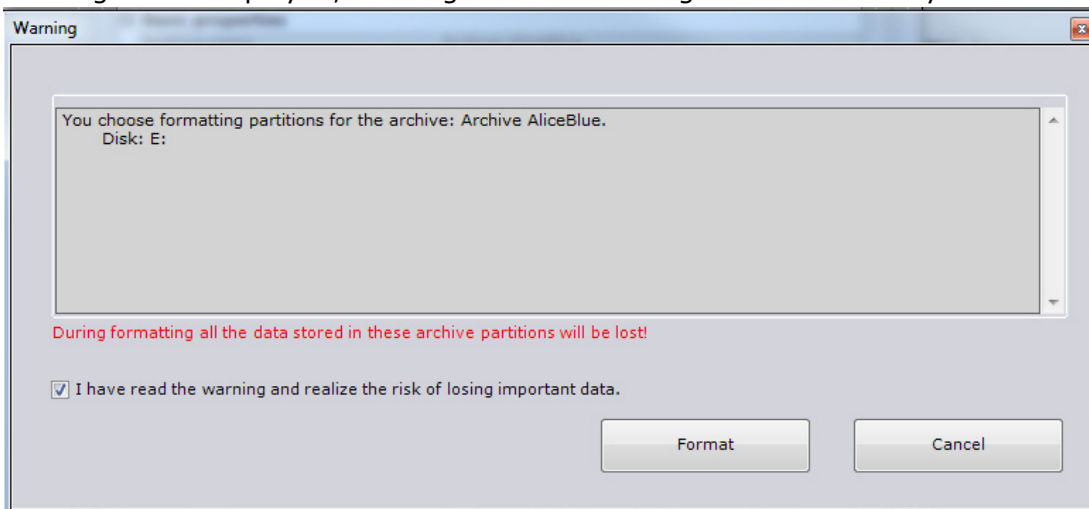 Warning
You choose formatting partitions for the archive: Archive AliceBlue.
Disk: E:
During formatting all the data stored in these archive partitions will be lost!
I have read the warning and realize the risk of losing important data.
Format
Cancel